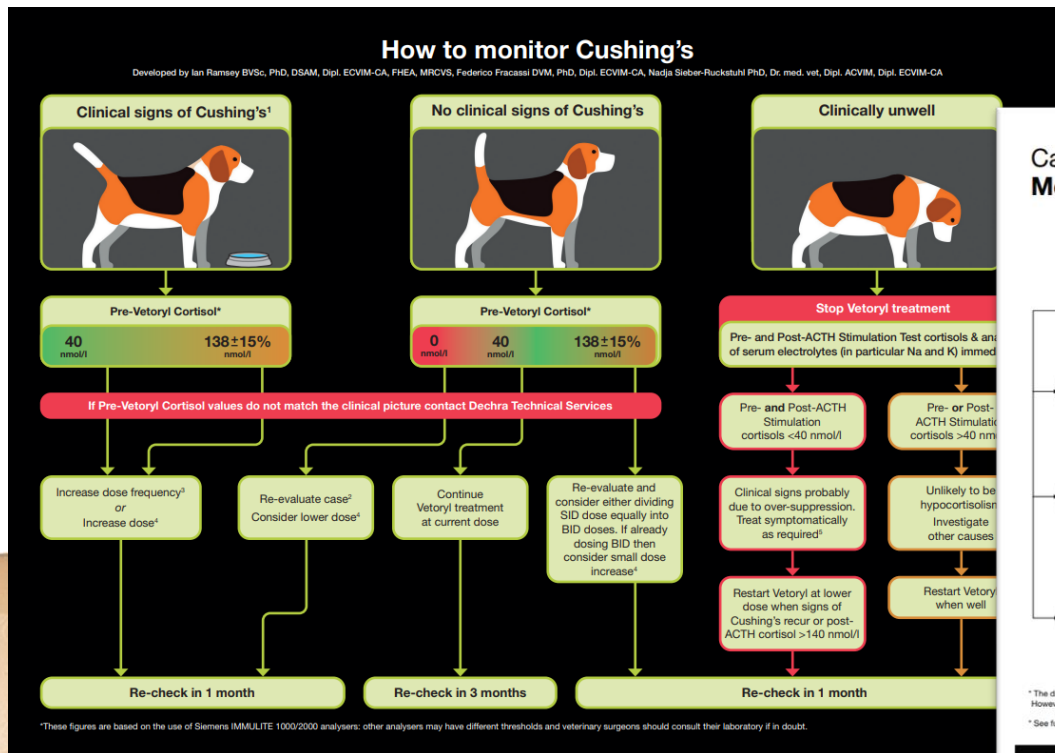 How to monitor Cushing's
Developed by Ian Ramsey BVSc, PhD, DSAM, Dipl. ECVIM-CA, FHEA, MRCVS, Federico Fracassi DVM, PhD, Dipl. ECVIM-CA, Nadja Sieber-Ruckstuhl PhD, Dr. med. vet, Dipl. ACVIM, Dipl. ECVIM-CA
Clinical signs of Cushing's¹
Pre-Vetoryl Cortisol*
40 138±15%
nmol/l nmol/l
No clinical signs of Cushing's
Pre-Vetoryl Cortisol*
0 40 138±15%
nmol/l nmol/l nmol/l
If Pre-Vetoryl Cortisol values do not match the clinical picture contact Dechra Technical Services
Increase dose frequency³
or
Increase dose⁴
Re-evaluate case²
Consider lower dose⁴
Continue
Vetoryl treatment
at current dose
Re-evaluate and
consider either dividing
SID dose equally into
BID doses. If already
dosing BID then
consider small dose
increase⁴
Clinically unwell
Stop Vetoryl treatment
Pre- and Post-ACTH Stimulation Test cortisols & ana
of serum electrolytes (in particular Na and K) immed
Pre- and Post-ACTH
Stimulation
cortisols <40 nmol/l
Clinical signs probably
due to over-suppression.
Treat symptomatically
as required⁵
Restart Vetoryl at lower
dose when signs of
Cushing's recur or post-
ACTH cortisol >140 nmol/l
Pre- or Post-
ACTH Stimulatio
cortisols >40 nm
Unlikely to be
hypocortisolism
Investigate
other causes
Restart Vetoryl
when well
Re-check in 1 month
Re-check in 3 months
Re-check in 1 month
*These figures are based on the use of Siemens IMMULITE 1000/2000 analysers: other analysers may have different thresholds and veterinary surgeons should consult their laboratory if in doubt.
Ca
M
* The d
Howev
* See f